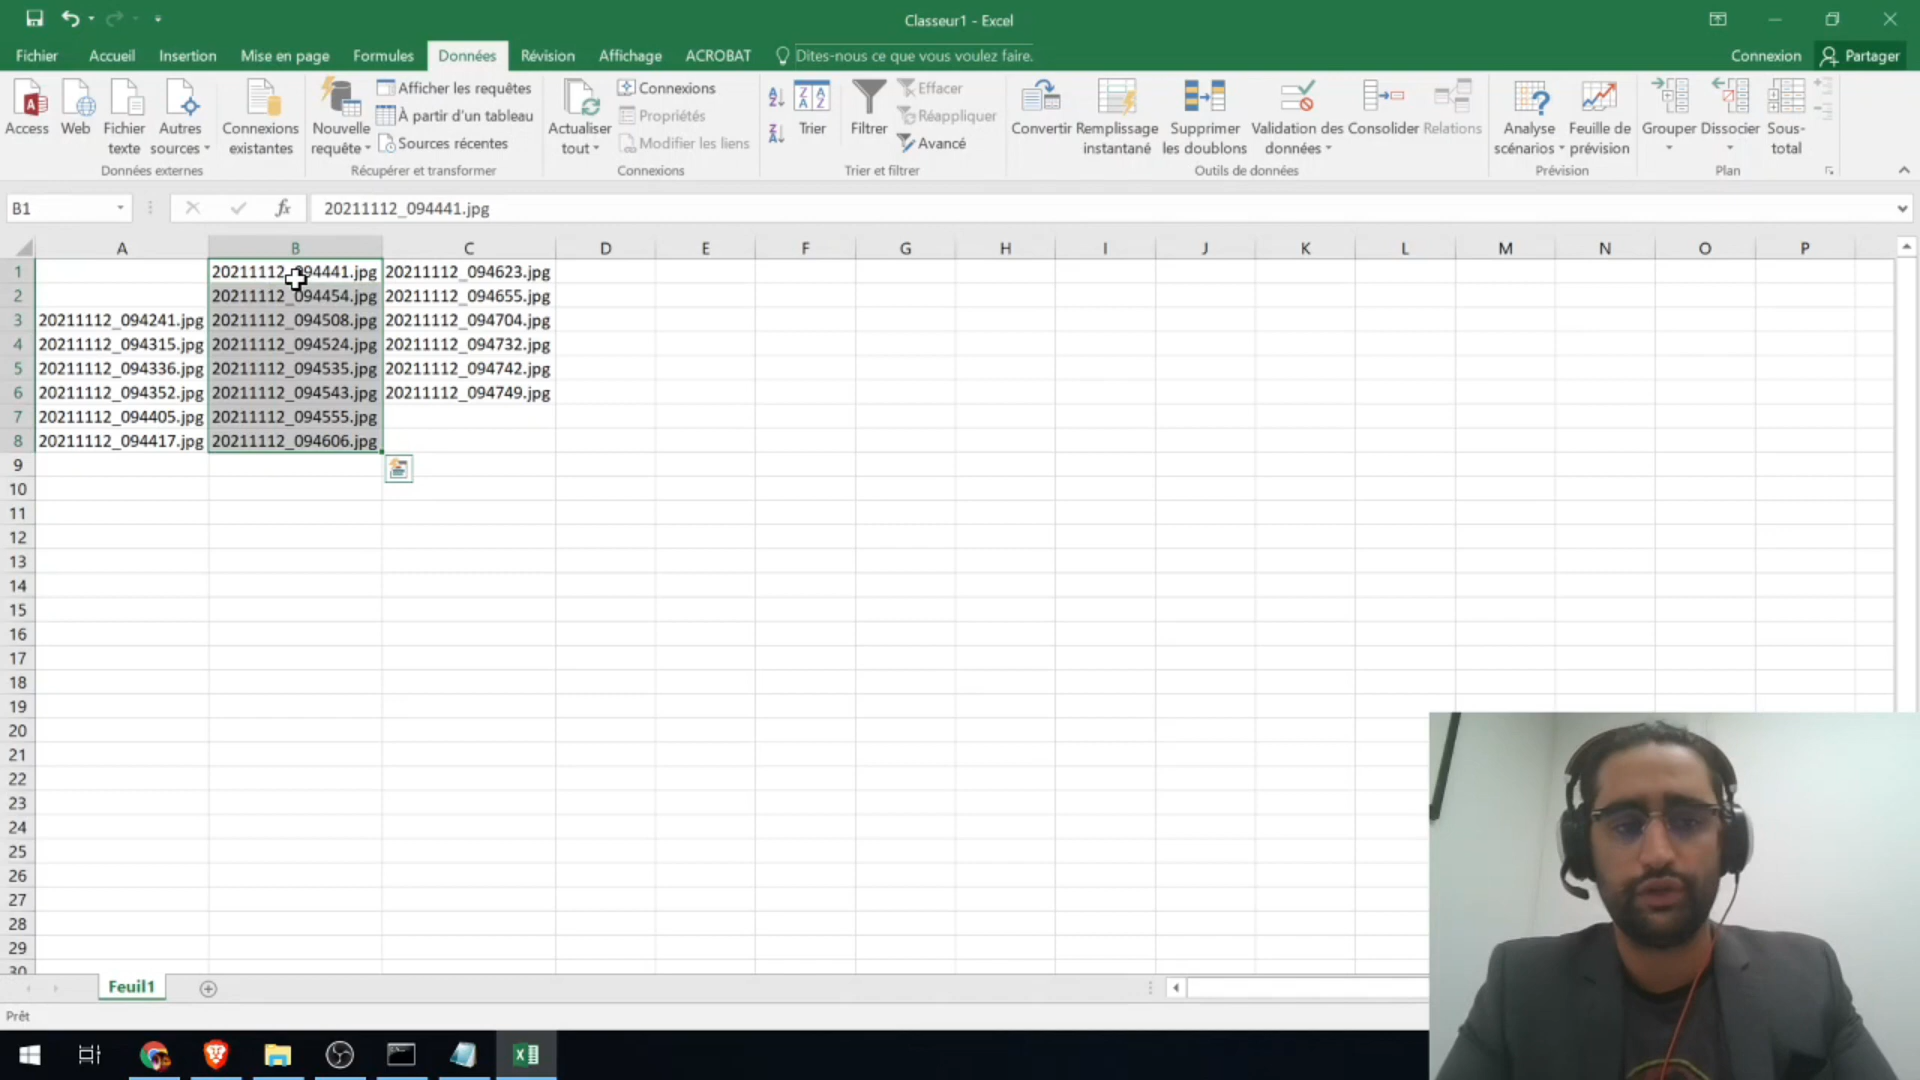 Classeur1 - Excel
Fichier Accueil Insertion Mise en page Formules Données Révision Affichage ACROBAT Dites-nous ce que vous voulez faire. Connexion Partager
Access Web Fichier texte Autres sources Connexions existantes Nouvelle requête Afficher les requêtes À partir d'un tableau Sources récentes Actualiser tout Connexions Propriétés Modifier les liens Trier Filtrer Effacer Réappliquer Avancé Convertir Remplissage instantané Supprimer les doublons Validation des données Consolider Relations Analyse scénarios Feuille de prévision Grouper Dissocier Sous-total
Données externes Récupérer et transformer Connexions Trier et filtrer Outils de données Prévision Plan
B1 fx 20211112_094441.jpg
A B C D E F G H I J K L M N O P
1 20211112_094441.jpg 20211112_094623.jpg
2 20211112_094454.jpg 20211112_094655.jpg
3 20211112_094241.jpg 20211112_094508.jpg 20211112_094704.jpg
4 20211112_094315.jpg 20211112_094524.jpg 20211112_094732.jpg
5 20211112_094336.jpg 20211112_094535.jpg 20211112_094742.jpg
6 20211112_094352.jpg 20211112_094543.jpg 20211112_094749.jpg
7 20211112_094405.jpg 20211112_094555.jpg
8 20211112_094417.jpg 20211112_094606.jpg
9
10
11
12
13
14
15
16
17
18
19
20
21
22
23
24
25
26
27
28
29
30
Feuil1
Prêt